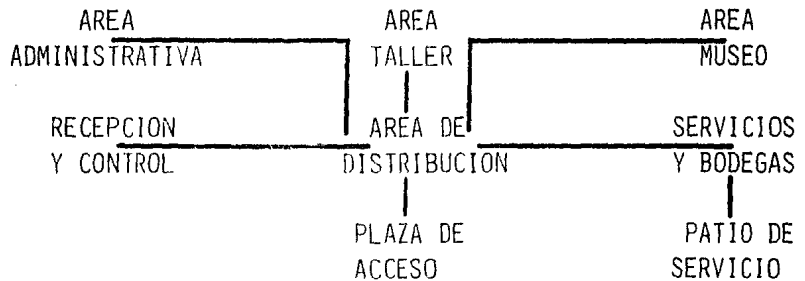 AREA
ADMINISTRATIVA
AREA
TALLER
AREA
MUSEO
RECEPCION
Y CONTROL
AREA DE
DISTRIBUCION
SERVICIOS
Y BODEGAS
PLAZA DE
ACCESO
PATIO DE
SERVICIO